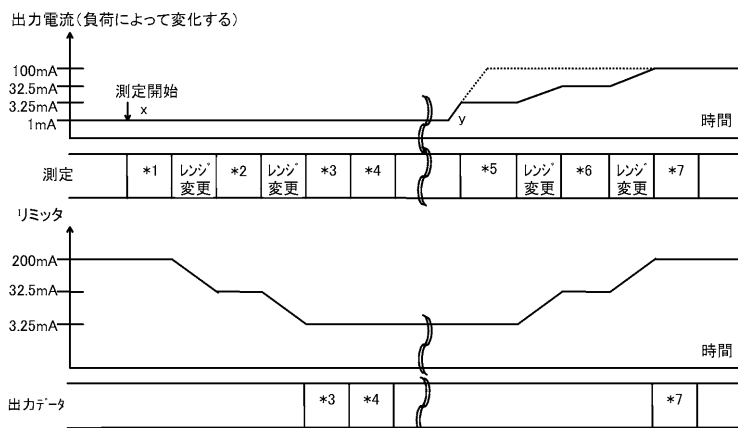 出力電流(負荷によって変化する)
100mA
32.5mA
3.25mA
1mA
測定開始
x
y
時間
測定
*1
レンジ
変更
*2
レンジ
変更
*3
*4
*5
レンジ
変更
*6
レンジ
変更
*7
リミッタ
200mA
32.5mA
3.25mA
時間
出力データ
*3
*4
*7